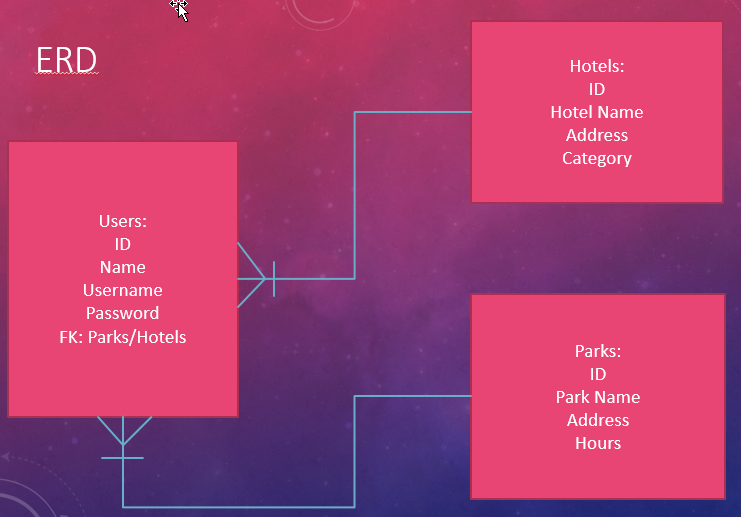 ERD
Users:
ID
Name
Username
Password
FK: Parks/Hotels
Hotels:
ID
Hotel Name
Address
Category
Parks:
ID
Park Name
Address
Hours